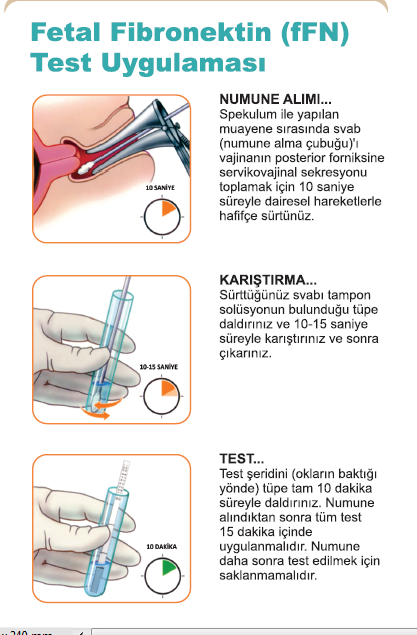 Fetal Fibronektin (fFN)
Test Uygulaması
NUMUNE ALIMI...
Spekulum ile yapılan
muayene sırasında svab
(numune alma çubuğu)'ı
vajinanın posterior forniksine
servikovajinal sekresyonu
toplamak için 10 saniye
süreyle dairesel hareketlerle
hafifçe sürtünüz.
10 SANİYE
KARIŞTIRMA...
Sürttüğünüz svabı tampon
solüsyonun bulunduğu tüpe
daldırınız ve 10-15 saniye
süreyle karıştırınız ve sonra
çıkarınız.
10-15 SANİYE
TEST...
Test şeridini (okların baktığı
yönde) tüpe tam 10 dakika
süreyle daldırınız. Numune
alındıktan sonra tüm test
15 dakika içinde
uygulanmalıdır. Numune
daha sonra test edilmek için
saklanmamalıdır.
10 DAKİKA